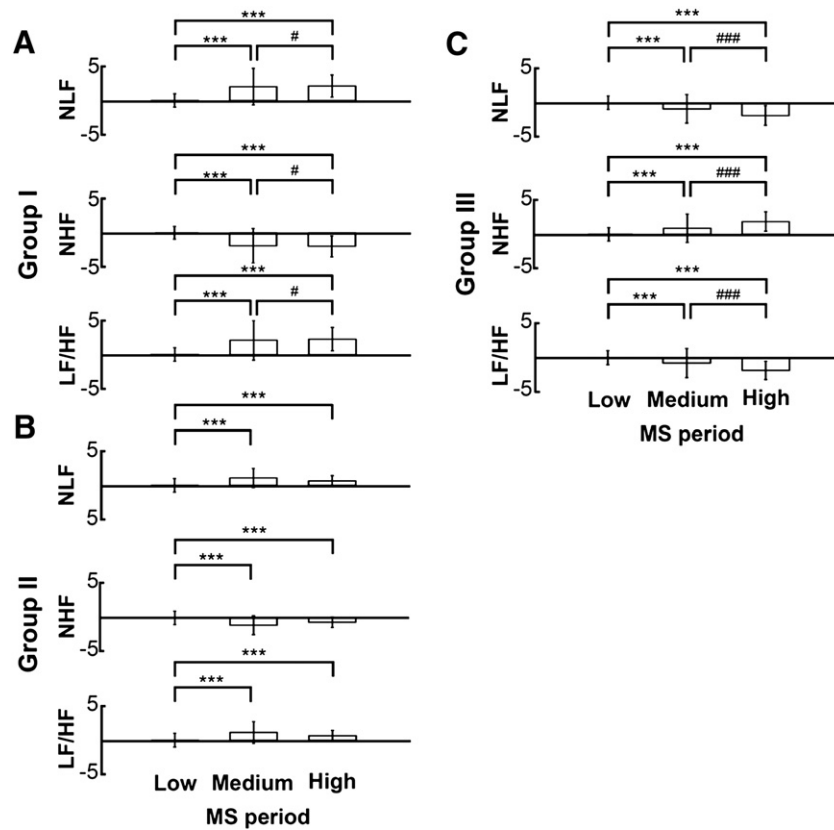 A
***
***
#
5
NLF
-5
***
***
#
5
NHF
-5
Group I
***
***
#
5
LF/HF
-5
B
***
***
5
NLF
5
***
***
5
NHF
-5
Group II
***
***
5
LF/HF
-5
Low Medium High
MS period
C
***
***
###
5
NLF
-5
***
***
###
5
NHF
-5
Group III
***
***
###
5
LF/HF
-5
Low Medium High
MS period